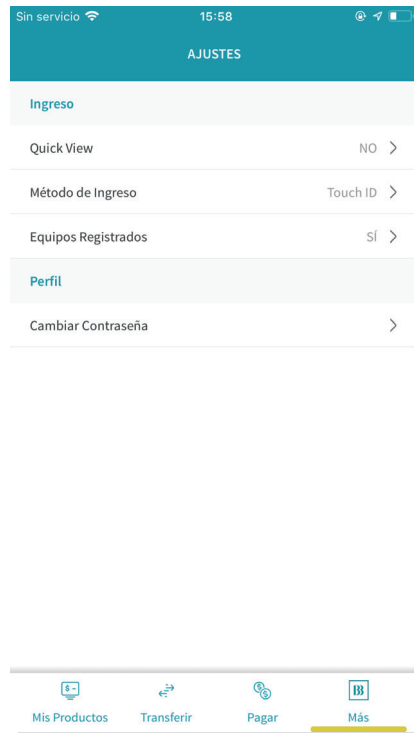 Sin servicio 15:58
AJUSTES
Ingreso
Quick View NO
Método de Ingreso Touch ID
Equipos Registrados SÍ
Perfil
Cambiar Contraseña
Mis Productos Transferir Pagar Más